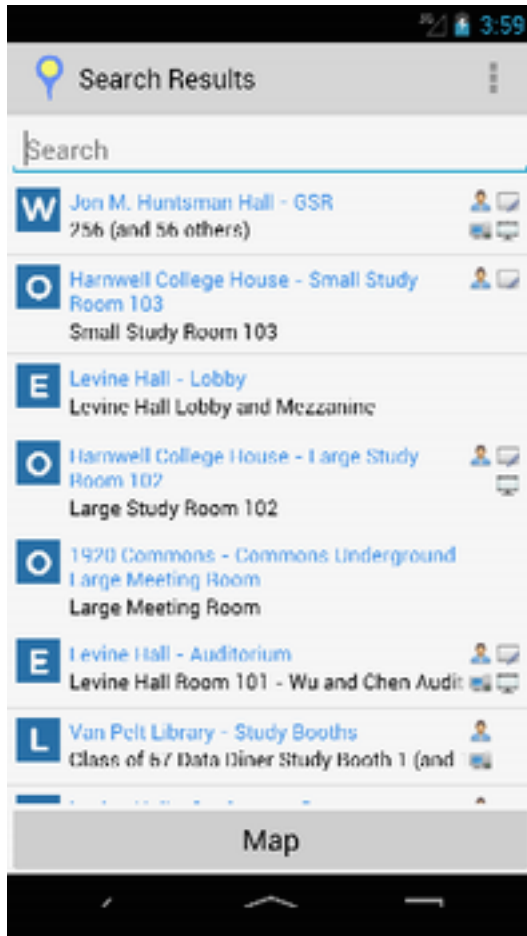 3:59
Search Results
Search
W
Jon M. Huntsman Hall - GSR
256 (and 56 others)
O
Harnwell College House - Small Study
Room 103
Small Study Room 103
E
Levine Hall - Lobby
Levine Hall Lobby and Mezzanine
O
Harnwell College House - Large Study
Room 102
Large Study Room 102
O
1920 Commons - Commons Underground
Large Meeting Room
Large Meeting Room
E
Levine Hall - Auditorium
Levine Hall Room 101 - Wu and Chen Audit
L
Van Pelt Library - Study Booths
Class of 67 Data Diner Study Booth 1 (and
Map